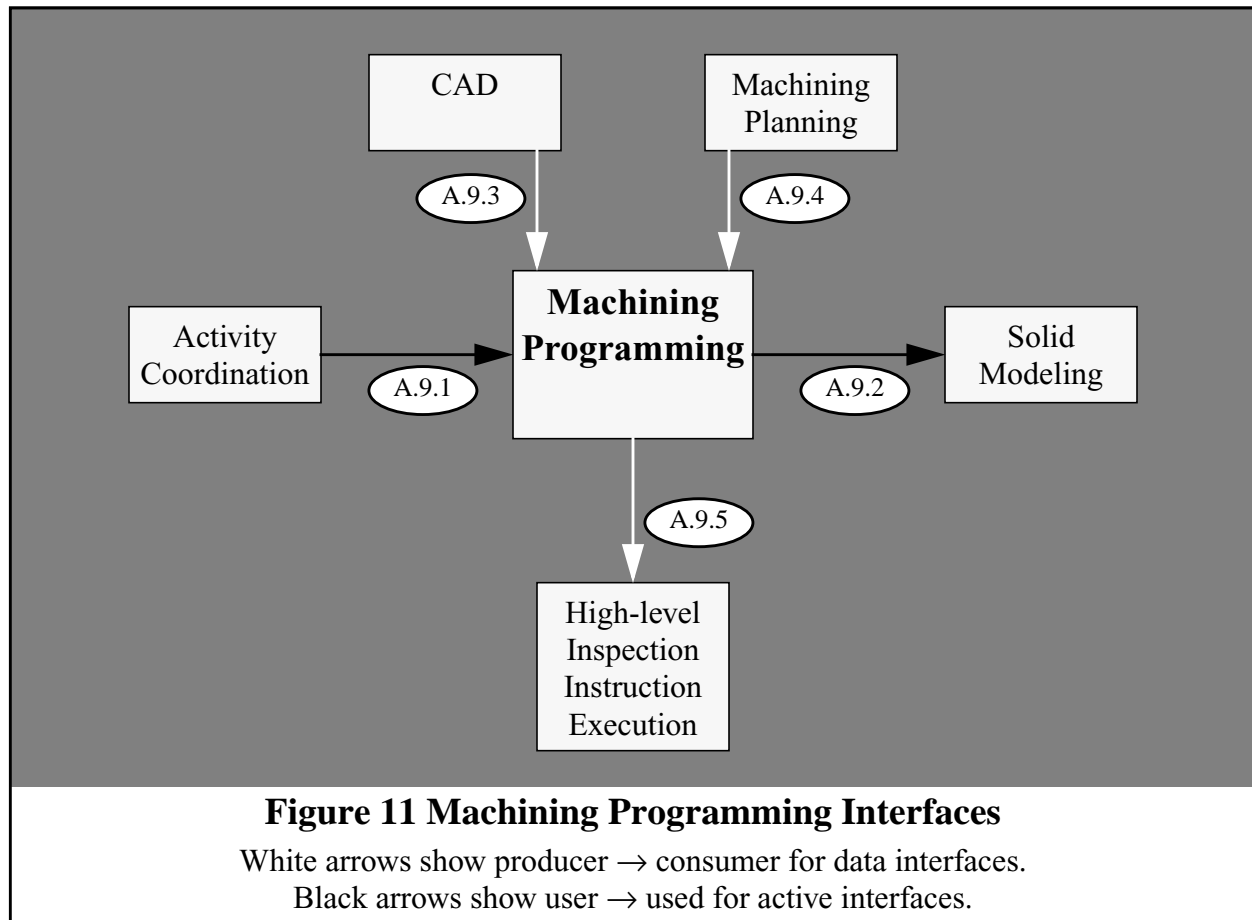 CAD
Machining
Planning
A.9.3
A.9.4
Machining
Programming
Activity
Coordination
A.9.1
Solid
Modeling
A.9.2
A.9.5
High-level
Inspection
Instruction
Execution
Figure 11 Machining Programming Interfaces
White arrows show producer → consumer for data interfaces.
Black arrows show user → used for active interfaces.